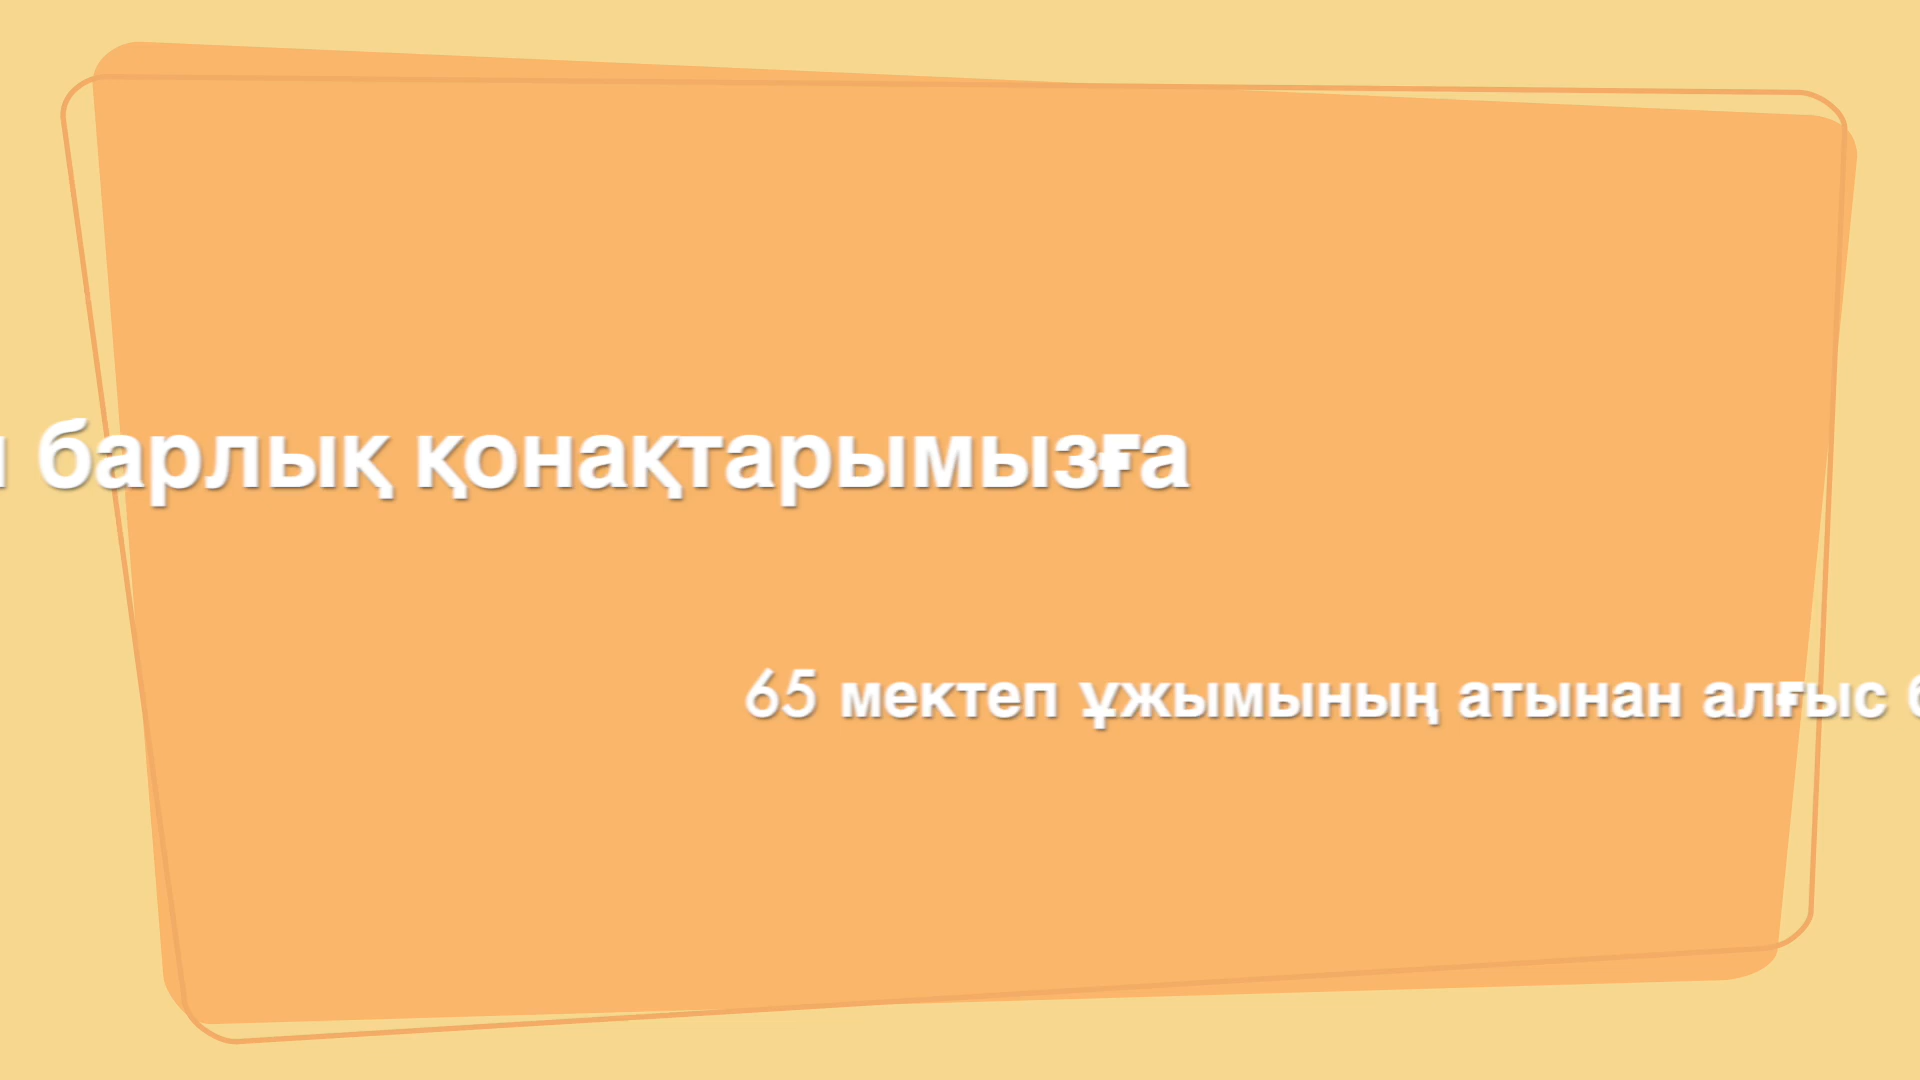 барлық қонақтарымызға
65 мектеп ұжымының атынан алғыс